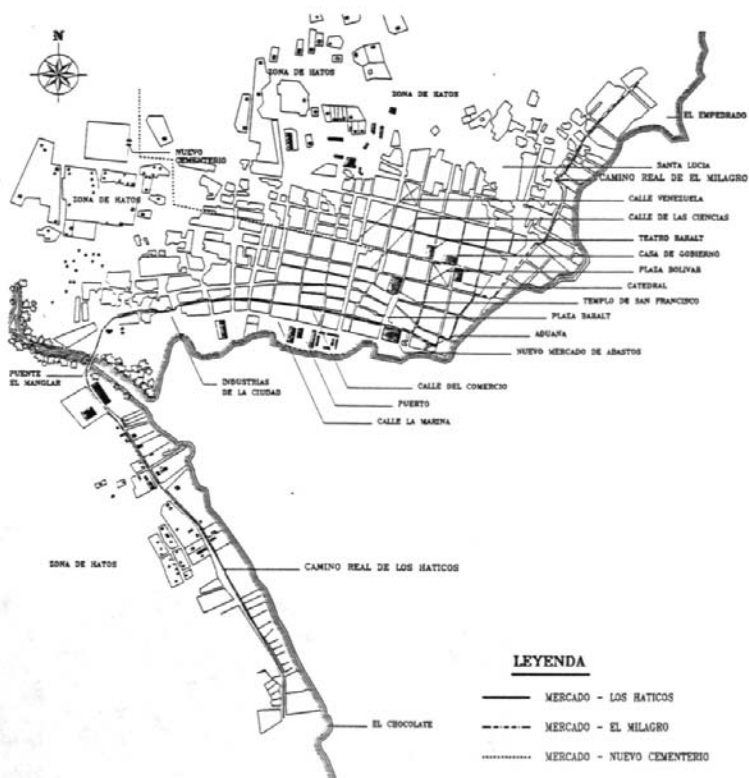 N
ZONA DE HATOS
ZONA DE HATOS
EL EMPEDRADO
NUEVO
CEMENTERIO
SANTA LUCIA
CAMINO REAL DE EL MILAGRO
ZONA DE HATOS
CALLE VENEZUELA
CALLE DE LAS CIENCIAS
TEATRO BARALT
CASA DE GOBIERNO
PLAZA BOLIVAR
CATEDRAL
TEMPLO DE SAN FRANCISCO
PLAZA BARALT
ADUANA
NUEVO MERCADO DE ABASTOS
PUENTE
EL MANGLAR
INDUSTRIAS
DE LA CIUDAD
CALLE DEL COMERCIO
PUERTO
CALLE LA MARINA
ZONA DE HATOS
CAMINO REAL DE LOS HATICOS
EL CHOCOLATE
LEYENDA
MERCADO - LOS HATICOS
MERCADO - EL MILAGRO
MERCADO - NUEVO CEMENTERIO